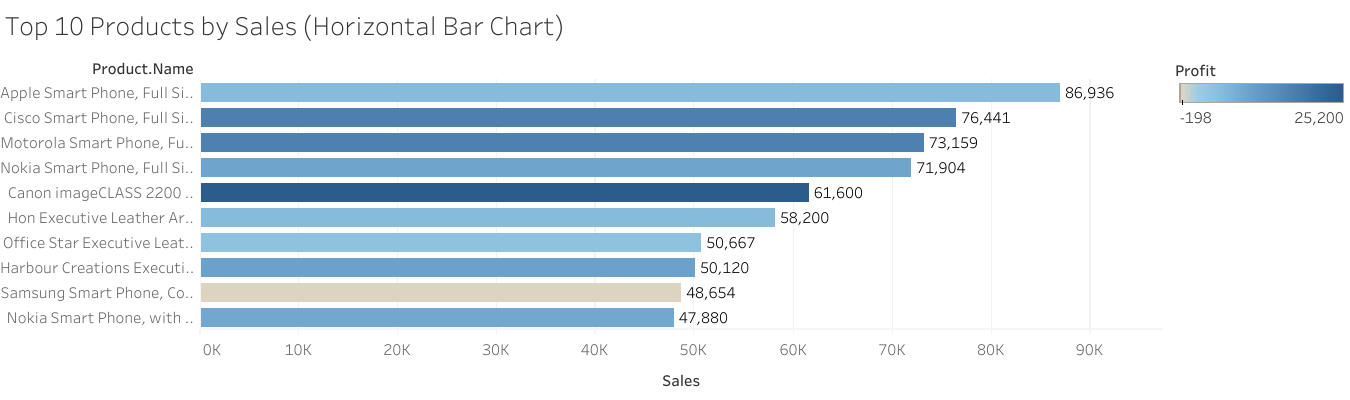 Top 10 Products by Sales (Horizontal Bar Chart)
Product.Name
Profit
Apple Smart Phone, Full Si.. 86,936
Cisco Smart Phone, Full Si.. 76,441
Motorola Smart Phone, Fu.. 73,159
Nokia Smart Phone, Full Si.. 71,904
Canon imageCLASS 2200 .. 61,600
Hon Executive Leather Ar.. 58,200
Office Star Executive Leat.. 50,667
Harbour Creations Executi.. 50,120
Samsung Smart Phone, Co.. 48,654
Nokia Smart Phone, with .. 47,880
-198 25,200
0K 10K 20K 30K 40K 50K 60K 70K 80K 90K
Sales